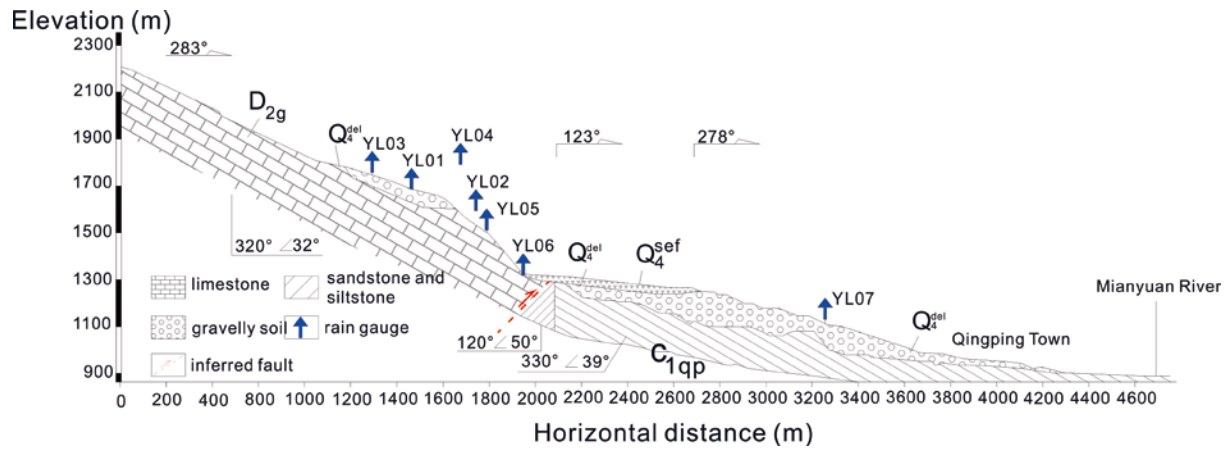 Elevation (m)
2300
2100
1900
1700
1500
1300
1100
900
283°
D2g
Q4del
YL03
YL01
YL04
YL02
YL05
YL06
123°
278°
320° ∠32°
Q4del
Q4sef
YL07
Q4del
Mianyuan River
Qingping Town
limestone
sandstone and
siltstone
gravelly soil
rain gauge
inferred fault
120° ∠50°
330° ∠39°
C1qp
0 200 400 600 800 1000 1200 1400 1600 1800 2000 2200 2400 2600 2800 3000 3200 3400 3600 3800 4000 4200 4400 4600
Horizontal distance (m)